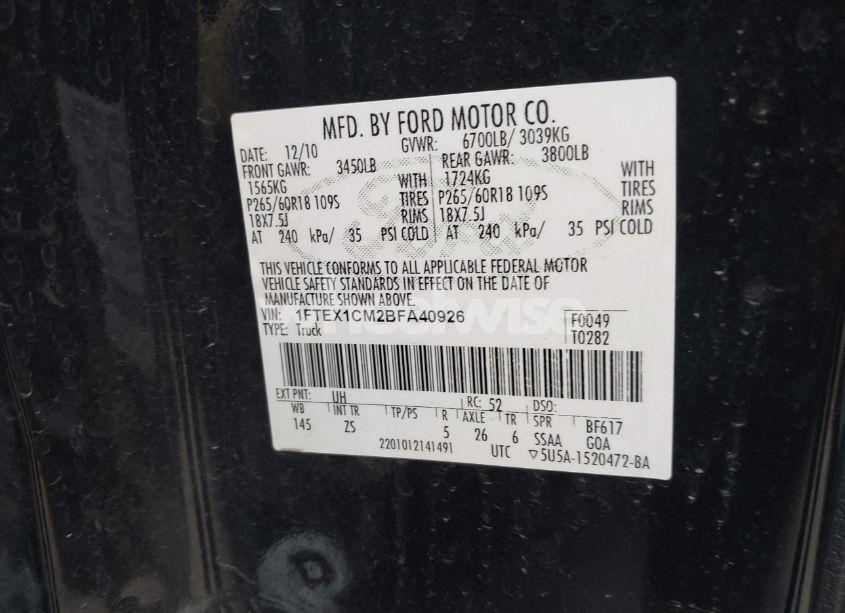 MFD. BY FORD MOTOR CO.
DATE: 12/10 GVWR: 6700LB/ 3039KG
FRONT GAWR: 3450LB REAR GAWR: 3800LB
1565KG WITH 1724KG WITH
P265/60R18 109S TIRES P265/60R18 109S TIRES
18X7.5J RIMS 18X7.5J RIMS
AT 240 kPa/ 35 PSI COLD AT 240 kPa/ 35 PSI COLD
THIS VEHICLE CONFORMS TO ALL APPLICABLE FEDERAL MOTOR
VEHICLE SAFETY STANDARDS IN EFFECT ON THE DATE OF
MANUFACTURE SHOWN ABOVE.
VIN: 1FTEX1CM2BFA40926 F0049
TYPE: Truck T0282
EXT PNT: UH RC: 52 DSO:
WB INT TR TP/PS R AXLE TR SPR BF617
145 ZS 5 26 6 SSAA GOA
2201012141491 UTC ▽5U5A-1520472-BA